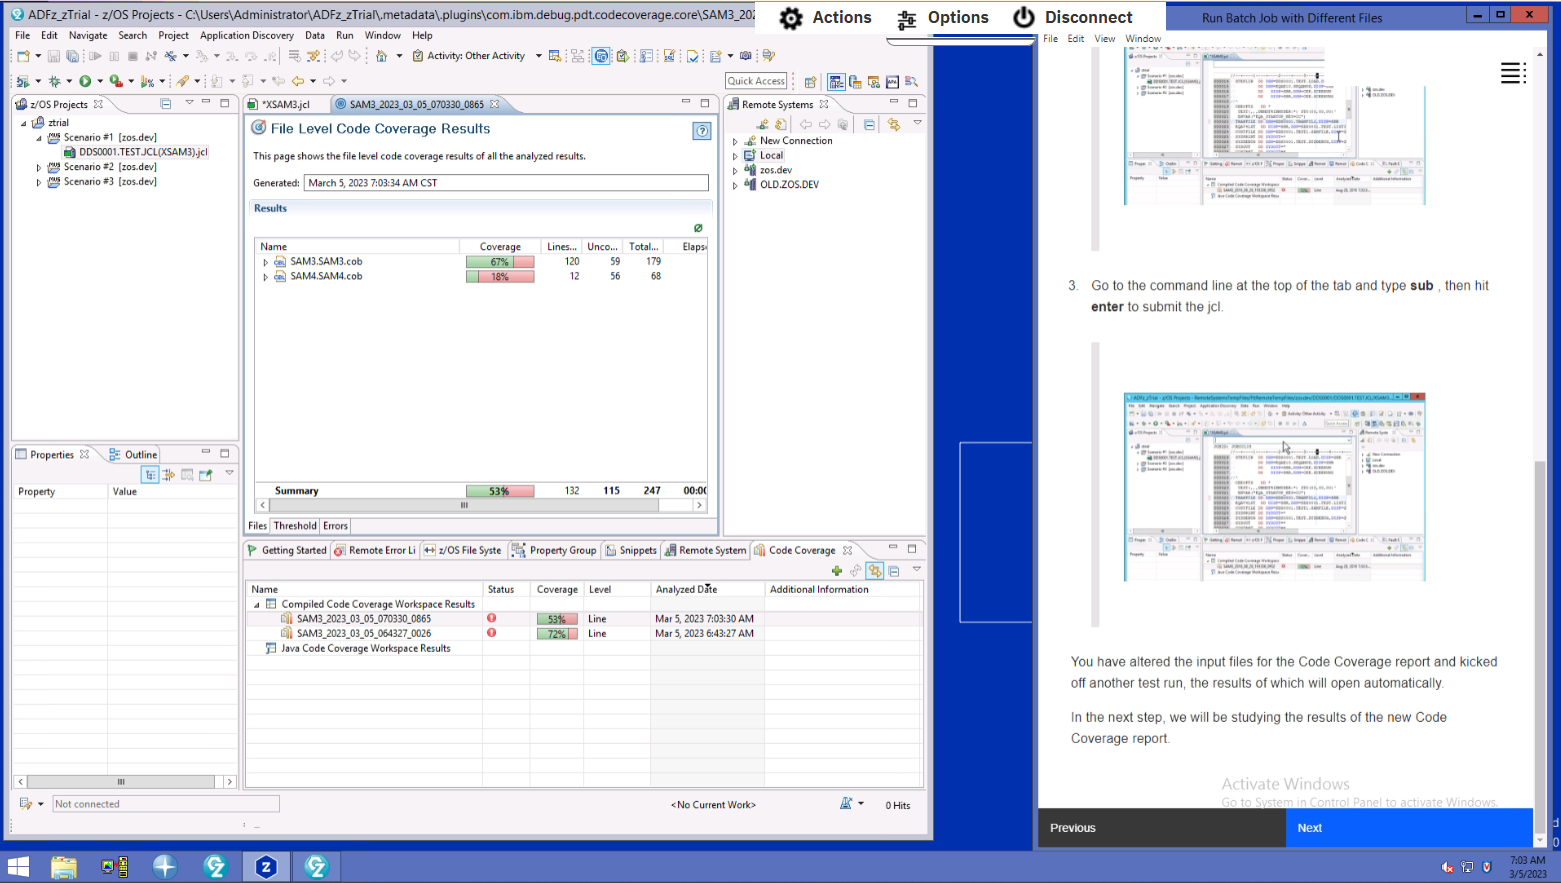 ADFz_zTrial - z/OS Projects - C:\Users\Administrator\ADFz_zTrial\.metadata\.plugins\com.ibm.debug.pdt.codecoverage.core\SAM3_202
Actions
Options
Disconnect
Run Batch Job with Different Files
File Edit Navigate Search Project Application Discovery Data Run Window Help
File Edit View Window
Activity: Other Activity
Quick Access
z/OS Projects
*XSAM3.jcl
SAM3_2023_03_05_070330_0865
Remote Systems
ztrial
Scenario #1 [zos.dev]
DDS0001.TEST.JCL(XSAM3).jcl
Scenario #2 [zos.dev]
Scenario #3 [zos.dev]
File Level Code Coverage Results
This page shows the file level code coverage results of all the analyzed results.
Generated: March 5, 2023 7:03:34 AM CST
Results
Name Coverage Lines... Unco... Total... Elaps
SAM3.SAM3.cob 67% 120 59 179
SAM4.SAM4.cob 18% 12 56 68
Summary 53% 132 115 247 00:0
Files Threshold Errors
New Connection
Local
zos.dev
OLD.ZOS.DEV
Properties
Outline
Property Value
Getting Started
Remote Error Li
z/OS File Syste
Property Group
Snippets
Remote System
Code Coverage
Name Status Coverage Level Analyzed Date Additional Information
Compiled Code Coverage Workspace Results
SAM3_2023_03_05_070330_0865 53% Line Mar 5, 2023 7:03:30 AM
SAM3_2023_03_05_064327_0026 72% Line Mar 5, 2023 6:43:27 AM
Java Code Coverage Workspace Results
Not connected
<No Current Work>
0 Hits
3. Go to the command line at the top of the tab and type sub , then hit
enter to submit the jcl.
You have altered the input files for the Code Coverage report and kicked
off another test run, the results of which will open automatically.
In the next step, we will be studying the results of the new Code
Coverage report.
Activate Windows
Go to System in Control Panel to activate Windows.
Previous
Next
7:03 AM
3/5/2023